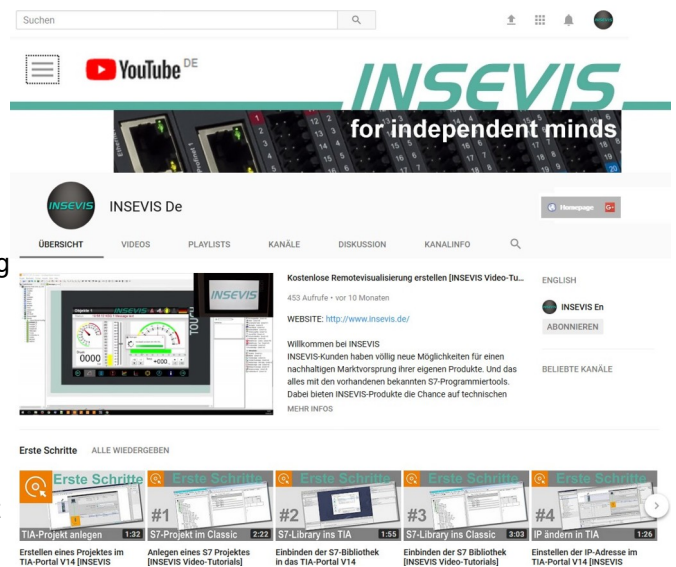 Suchen
YouTube DE
INSEVIS
for independent minds
INSEVIS
INSEVIS De
Homepage G+
ÜBERSICHT VIDEOS PLAYLISTS KANÄLE DISKUSSION KANALINFO
g
INSEVIS
Kostenlose Remotevisualisierung erstellen [INSEVIS Video-Tu...
453 Aufrufe • vor 10 Monaten
WEBSITE: http://www.insevis.de/
Willkommen bei INSEVIS
INSEVIS-Kunden haben völlig neue Möglichkeiten für einen
nachhaltigen Marktvorsprung ihrer eigenen Produkte. Und das
alles mit den vorhandenen bekannten S7-Programmiertools.
Dabei bieten INSEVIS-Produkte die Chance auf technischen
MEHR INFOS
ENGLISH
INSEVIS En
ABONNIEREN
BELIEBTE KANÄLE
Erste Schritte ALLE WIEDERGEBEN
Erste Schritte
TIA-Projekt anlegen 1:32
Erstellen eines Projektes im
TIA-Portal V14 [INSEVIS
Erste Schritte
#1
S7-Projekt im Classic 2:22
Anlegen eines S7 Projektes
[INSEVIS Video-Tutorials]
Erste Schritte
#2
S7-Library ins TIA 1:55
Einbinden der S7-Bibliothek
in das TIA-Portal V14
Erste Schritte
#3
S7-Library ins Classic 3:03
Einbinden der S7 Bibliothek
[INSEVIS Video-Tutorials]
Erste Schritte
#4
IP ändern in TIA 1:26
Einstellen der IP-Adresse im
TIA-Portal V14 [INSEVIS